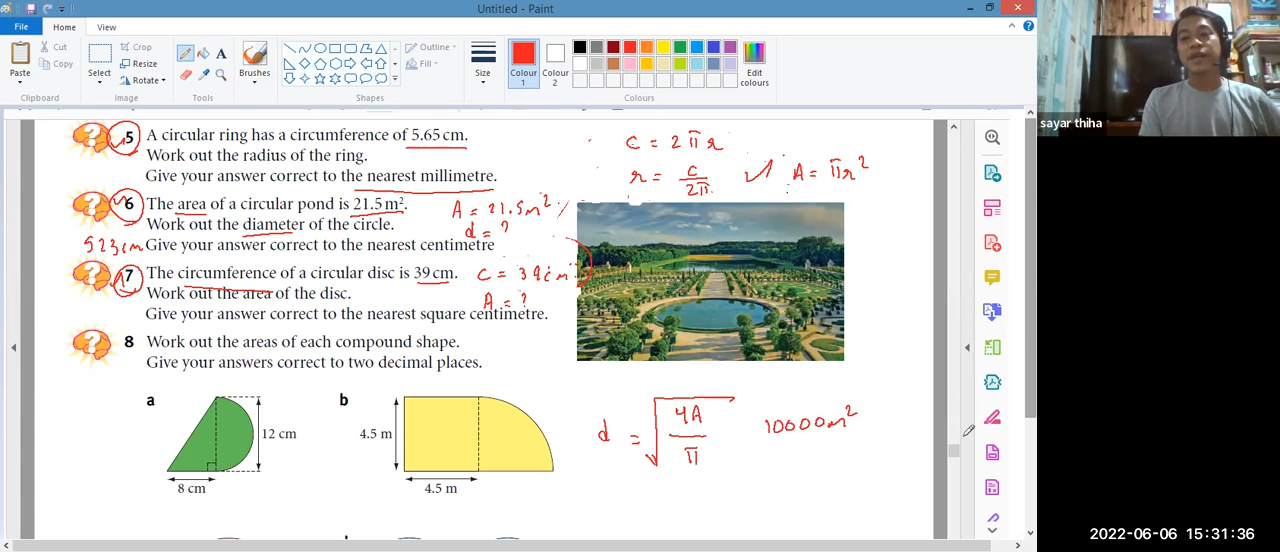 Untitled - Paint
File Home View
Paste
Cut
Copy
Clipboard
Select
Crop
Resize
Rotate
Image
A
Tools
Brushes
Shapes
Outline
Fill
Size
Colour 1
Colour 2
Edit colours
Colours
5 A circular ring has a circumference of 5.65 cm.
Work out the radius of the ring.
Give your answer correct to the nearest millimetre.
C = 2πr
r = C/2π
A = πr²
6 The area of a circular pond is 21.5 m².
Work out the diameter of the circle.
Give your answer correct to the nearest centimetre
A = 21.5m²
d = ?
523cm
7 The circumference of a circular disc is 39 cm.
Work out the area of the disc.
Give your answer correct to the nearest square centimetre.
C = 39cm
A = ?
8 Work out the areas of each compound shape.
Give your answers correct to two decimal places.
a
12 cm
8 cm
b
4.5 m
4.5 m
d = √4A/π
10000m²
sayar thiha
2022-06-06 15:31:36